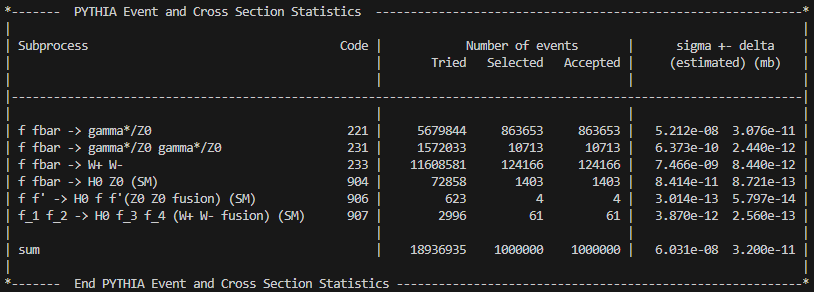 *------- PYTHIA Event and Cross Section Statistics -------------------------------------------------------------*
| |
| Subprocess Code | Number of events | sigma +- delta |
| | Tried Selected Accepted | (estimated) (mb) |
| | | |
|-----------------------------------------------------------------------------------------------------------------|
| | | |
| f fbar -> gamma*/Z0 221 | 5679844 863653 863653 | 5.212e-08 3.076e-11 |
| f fbar -> gamma*/Z0 gamma*/Z0 231 | 1572033 10713 10713 | 6.373e-10 2.440e-12 |
| f fbar -> W+ W- 233 | 11608581 124166 124166 | 7.466e-09 8.440e-12 |
| f fbar -> H0 Z0 (SM) 904 | 72858 1403 1403 | 8.414e-11 8.721e-13 |
| f f' -> H0 f f'(Z0 Z0 fusion) (SM) 906 | 623 4 4 | 3.014e-13 5.797e-14 |
| f_1 f_2 -> H0 f_3 f_4 (W+ W- fusion) (SM) 907 | 2996 61 61 | 3.870e-12 2.560e-13 |
| | | |
| sum | 18936935 1000000 1000000 | 6.031e-08 3.200e-11 |
| |
*------- End PYTHIA Event and Cross Section Statistics ----------------------------------------------------------*